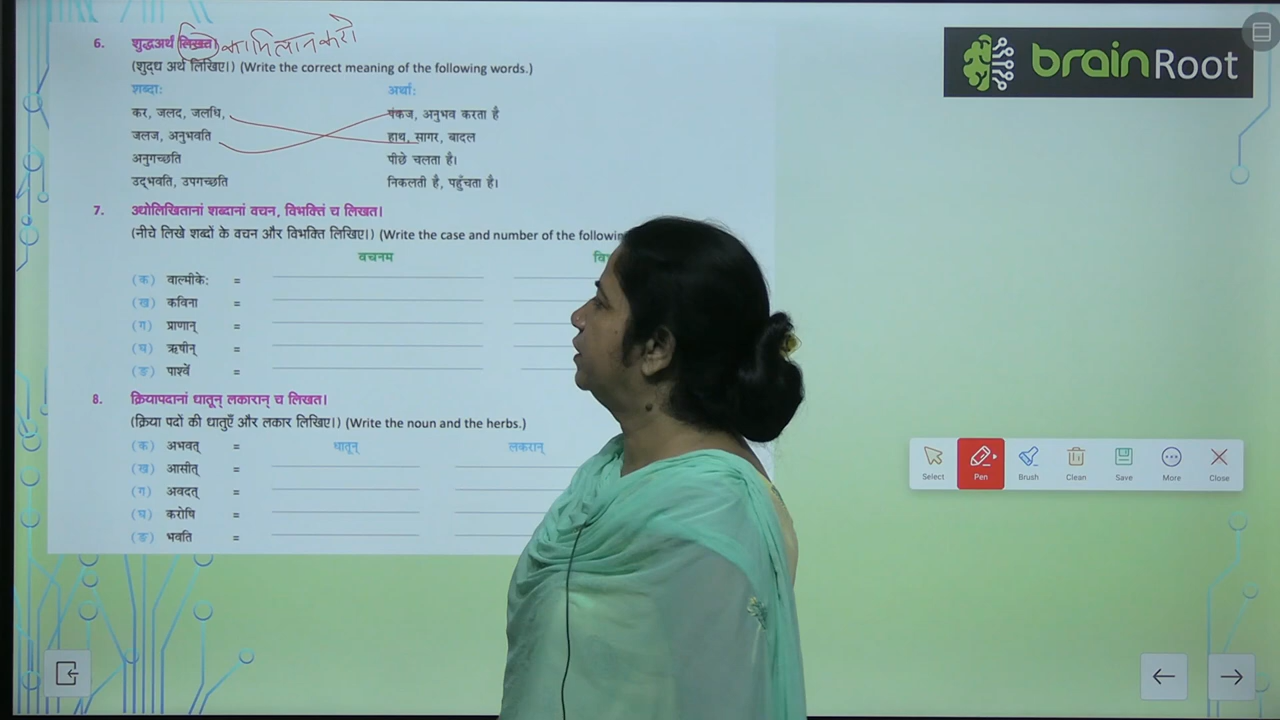 6. शुद्धअर्थं लिखत। का मिलान करो
(शुद्ध अर्थ लिखिए।) (Write the correct meaning of the following words.)
शब्दाः अर्थाः
कर, जलद, जलधि, पंकज, अनुभव करता है
जलज, अनुभवति हाथ, सागर, बादल
अनुगच्छति पीछे चलता है।
उद्भवति, उपगच्छति निकलती है, पहुँचता है।
7. अधोलिखितानां शब्दानां वचन, विभक्तिं च लिखत।
(नीचे लिखे शब्दों के वचन और विभक्ति लिखिए।) (Write the case and number of the
वचनम
(क) वाल्मीकेः =
(ख) कविना =
(ग) प्राणान् =
(घ) ऋषीन् =
(ङ) पार्श्वे =
8. क्रियापदानां धातून् लकारान् च लिखत।
(क्रिया पदों की धातुएँ और लकार लिखिए।) (Write the noun and the herbs.)
(क) अभवत् = धातून् लकरान्
(ख) आसीत् =
(ग) अवदत् =
(घ) करोषि =
(ङ) भवति =
brainRoot
Select Pen Brush Clean Save More Close